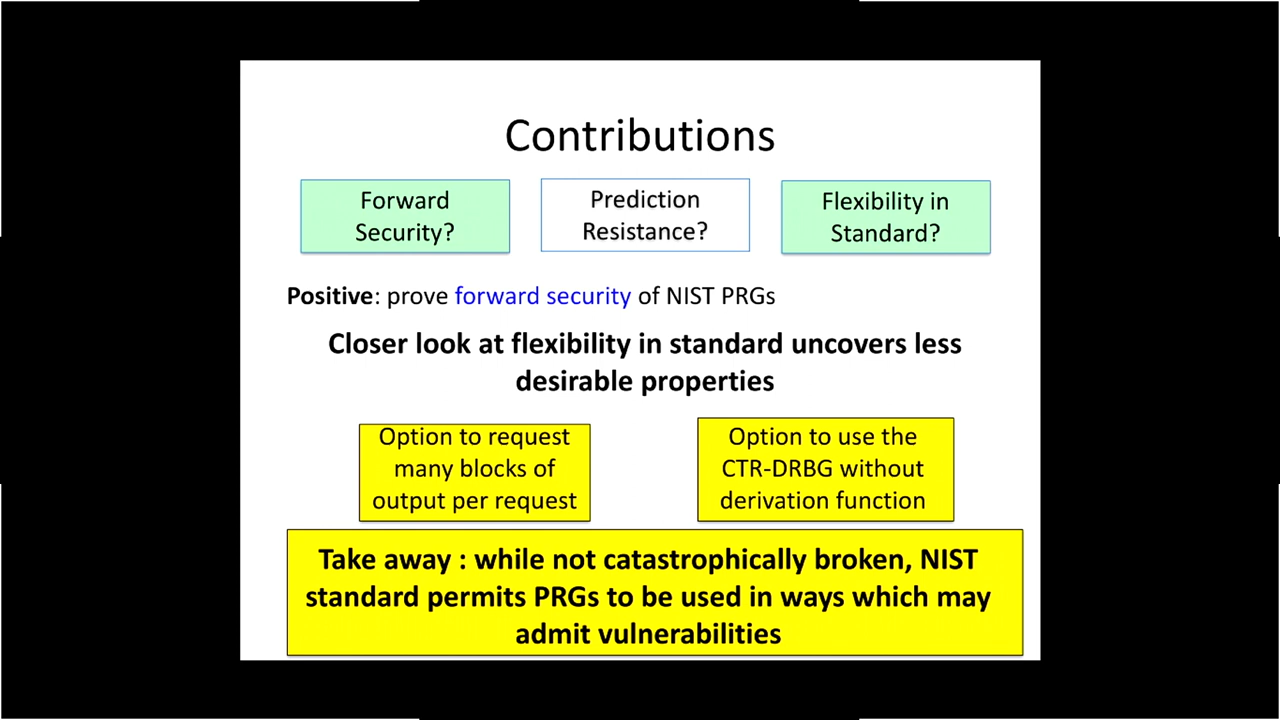 Contributions
Forward
Security?
Prediction
Resistance?
Flexibility in
Standard?
Positive: prove forward security of NIST PRGs
Closer look at flexibility in standard uncovers less
desirable properties
Option to request
many blocks of
output per request
Option to use the
CTR-DRBG without
derivation function
Take away : while not catastrophically broken, NIST
standard permits PRGs to be used in ways which may
admit vulnerabilities